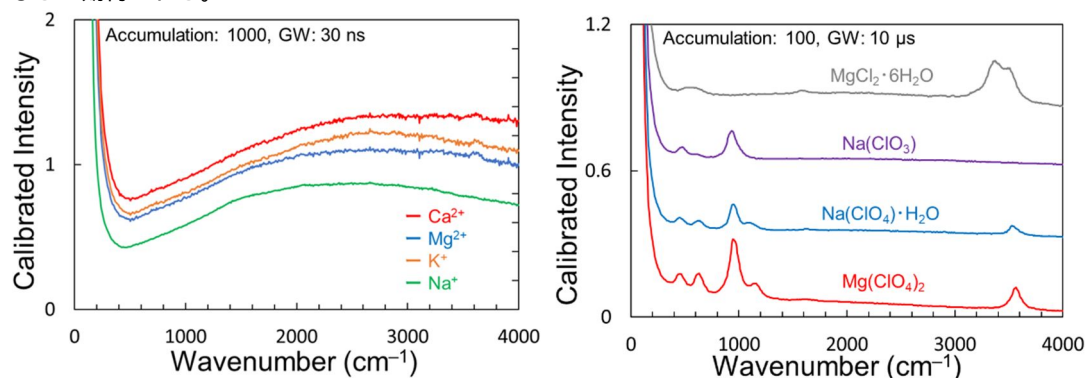 2
Accumulation: 1000, GW: 30 ns
1
0
Calibrated Intensity
Ca²⁺
Mg²⁺
K⁺
Na⁺
0 1000 2000 3000 4000
Wavenumber (cm⁻¹)
1.2
Accumulation: 100, GW: 10 µs
0.6
0
Calibrated Intensity
MgCl₂·6H₂O
Na(ClO₃)
Na(ClO₄)·H₂O
Mg(ClO₄)₂
0 1000 2000 3000 4000
Wavenumber (cm⁻¹)